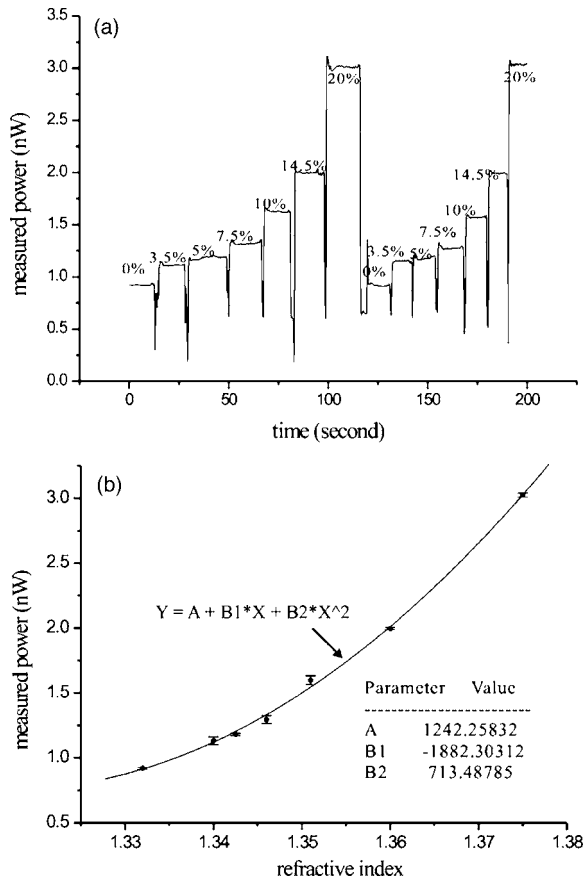 (a)
measured power (nW)
3.5
3.0
2.5
2.0
1.5
1.0
0.5
0.0
0%
3.5%
5%
7.5%
10%
14.5%
20%
0%
3.5%
5%
7.5%
10%
14.5%
20%
0 50 100 150 200
time (second)
(b)
measured power (nW)
3.0
2.5
2.0
1.5
1.0
0.5
Y = A + B1*X + B2*X^2
Parameter Value
--------------------------------
A 1242.25832
B1 -1882.30312
B2 713.48785
1.33 1.34 1.35 1.36 1.37 1.38
refractive index